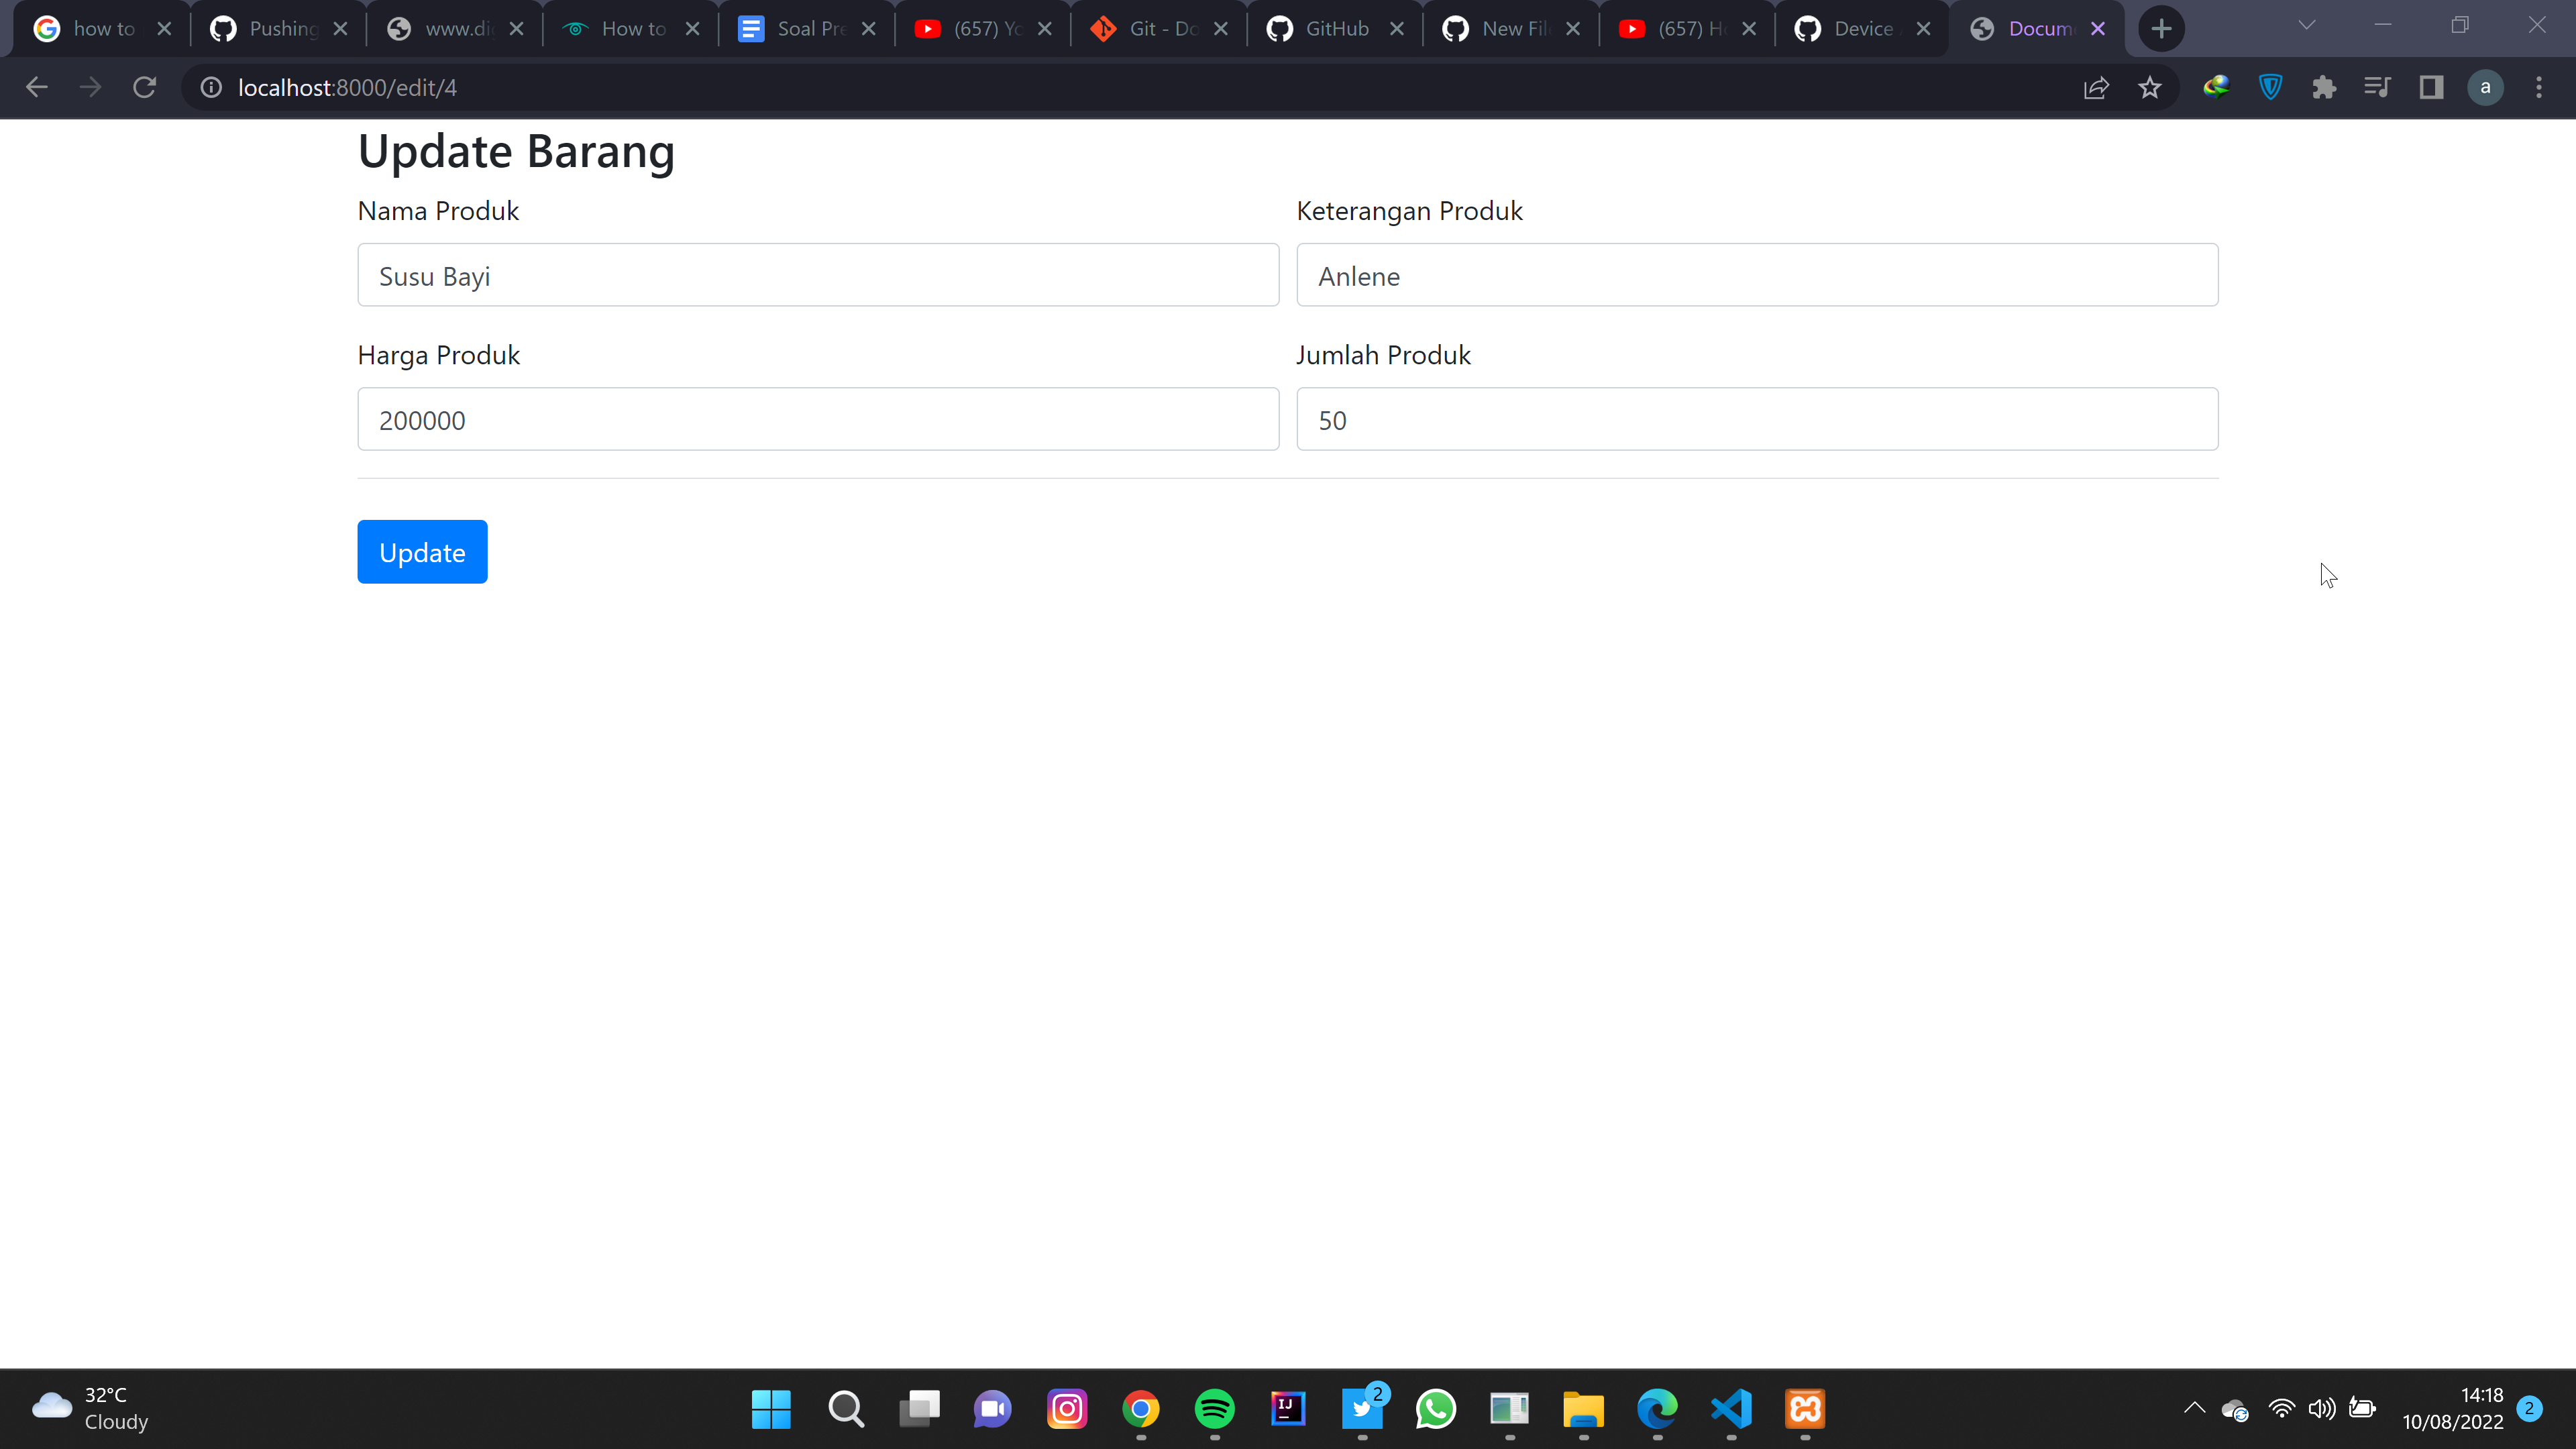 how to
Pushing
www.di
How to
Soal Pre
(657) Yo
Git - Do
GitHub
New Fil
(657) H
Device
Docum
localhost:8000/edit/4
a
Update Barang
Nama Produk
Keterangan Produk
Susu Bayi
Anlene
Harga Produk
Jumlah Produk
200000
50
Update
32°C
Cloudy
IJ
2
14:18
10/08/2022
2